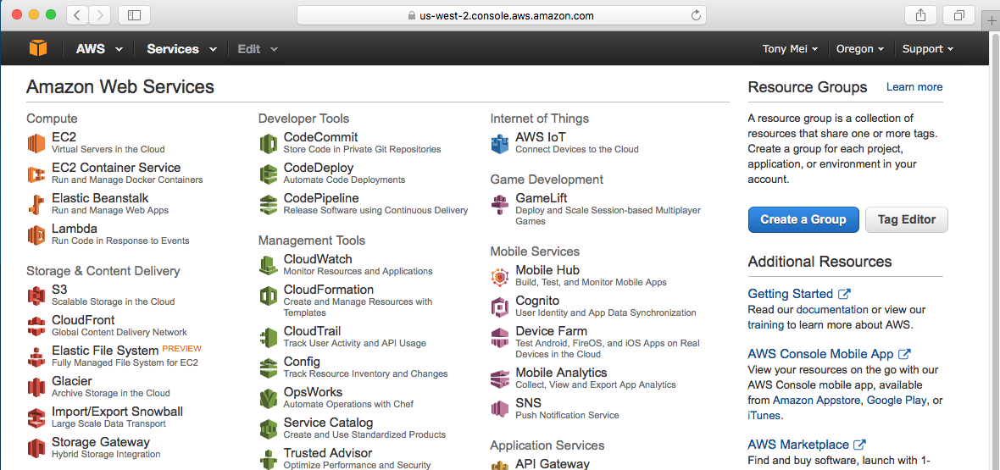 us-west-2.console.aws.amazon.com
AWS Services Edit Tony Mei Oregon Support
Amazon Web Services
Compute
EC2
Virtual Servers in the Cloud
EC2 Container Service
Run and Manage Docker Containers
Elastic Beanstalk
Run and Manage Web Apps
Lambda
Run Code in Response to Events
Storage & Content Delivery
S3
Scalable Storage in the Cloud
CloudFront
Global Content Delivery Network
Elastic File System PREVIEW
Fully Managed File System for EC2
Glacier
Archive Storage in the Cloud
Import/Export Snowball
Large Scale Data Transport
Storage Gateway
Hybrid Storage Integration
Developer Tools
CodeCommit
Store Code in Private Git Repositories
CodeDeploy
Automate Code Deployments
CodePipeline
Release Software using Continuous Delivery
Management Tools
CloudWatch
Monitor Resources and Applications
CloudFormation
Create and Manage Resources with
Templates
CloudTrail
Track User Activity and API Usage
Config
Track Resource Inventory and Changes
OpsWorks
Automate Operations with Chef
Service Catalog
Create and Use Standardized Products
Trusted Advisor
Optimize Performance and Security
Internet of Things
AWS IoT
Connect Devices to the Cloud
Game Development
GameLift
Deploy and Scale Session-based Multiplayer
Games
Mobile Services
Mobile Hub
Build, Test, and Monitor Mobile Apps
Cognito
User Identity and App Data Synchronization
Device Farm
Test Android, FireOS, and iOS Apps on Real
Devices in the Cloud
Mobile Analytics
Collect, View and Export App Analytics
SNS
Push Notification Service
Application Services
API Gateway
Resource Groups Learn more
A resource group is a collection of
resources that share one or more tags.
Create a group for each project,
application, or environment in your
account.
Create a Group Tag Editor
Additional Resources
Getting Started
Read our documentation or view our
training to learn more about AWS.
AWS Console Mobile App
View your resources on the go with our
AWS Console mobile app, available
from Amazon Appstore, Google Play, or
iTunes.
AWS Marketplace
Find and buy software, launch with 1-